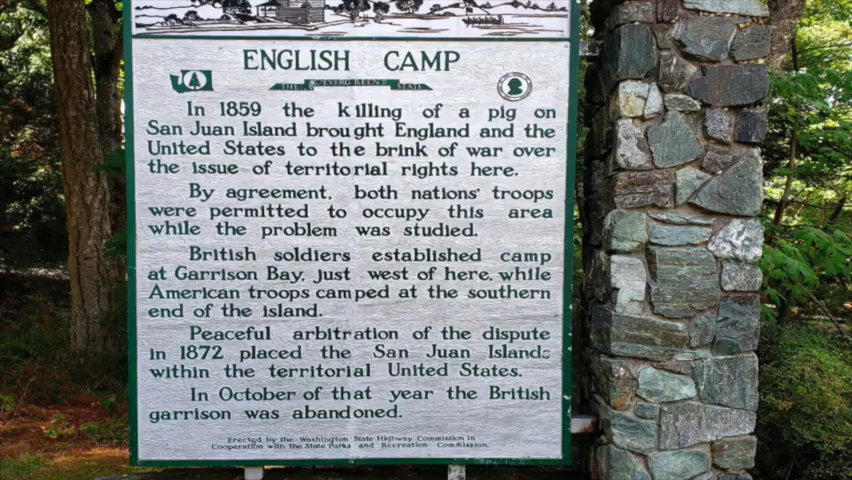 ENGLISH CAMP
THE EVERGREEN STATE
In 1859 the killing of a pig on
San Juan Island brought England and the
United States to the brink of war over
the issue of territorial rights here.
By agreement, both nations' troops
were permitted to occupy this area
while the problem was studied.
British soldiers established camp
at Garrison Bay, just west of here, while
American troops camped at the southern
end of the island.
Peaceful arbitration of the dispute
in 1872 placed the San Juan Islands
within the territorial United States.
In October of that year the British
garrison was abandoned.
Erected by the Washington State Highway Commission in
Cooperation with the State Parks and Recreation Commission.